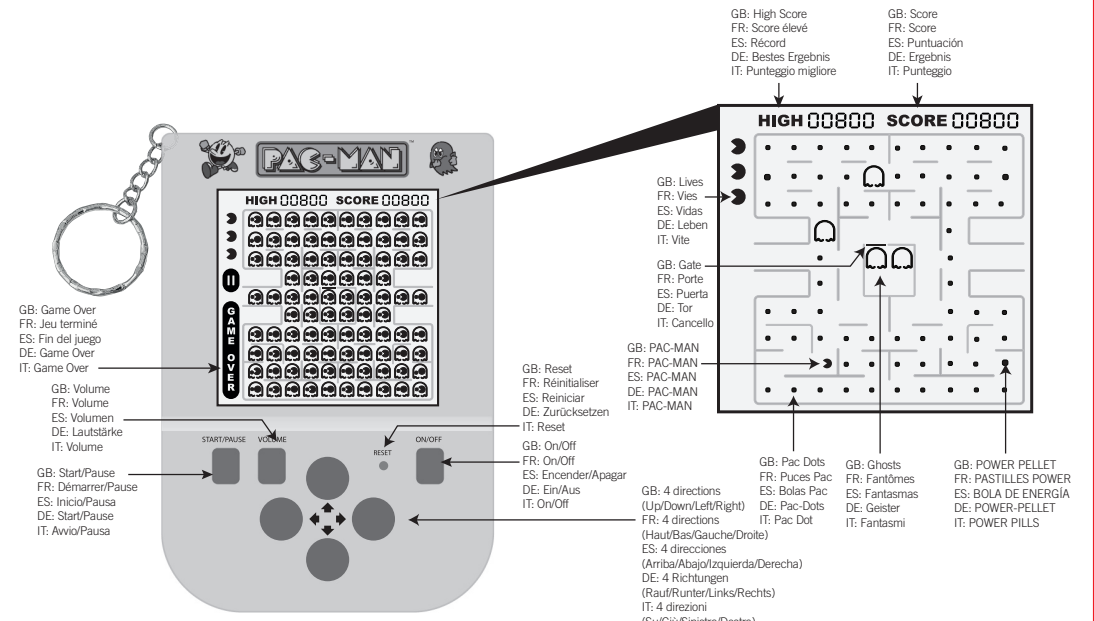 GB: High Score
FR: Score élevé
ES: Récord
DE: Bestes Ergebnis
IT: Punteggio migliore
GB: Score
FR: Score
ES: Puntuación
DE: Ergebnis
IT: Punteggio
HIGH 00800 SCORE 00800
GB: Lives
FR: Vies
ES: Vidas
DE: Leben
IT: Vite
GB: Gate
FR: Porte
ES: Puerta
DE: Tor
IT: Cancello
GB: PAC-MAN
FR: PAC-MAN
ES: PAC-MAN
DE: PAC-MAN
IT: PAC-MAN
GB: Pac Dots
FR: Puces Pac
ES: Bolas Pac
DE: Pac-Dots
IT: Pac Dot
GB: Ghosts
FR: Fantômes
ES: Fantasmas
DE: Geister
IT: Fantasmi
GB: POWER PELLET
FR: PASTILLES POWER
ES: BOLA DE ENERGÍA
DE: POWER-PELLET
IT: POWER PILLS
PAC-MAN™
HIGH 00800 SCORE 00800
GAME OVER
GB: Game Over
FR: Jeu terminé
ES: Fin del juego
DE: Game Over
IT: Game Over
GB: Volume
FR: Volume
ES: Volumen
DE: Lautstärke
IT: Volume
GB: Start/Pause
FR: Démarrer/Pause
ES: Inicio/Pausa
DE: Start/Pause
IT: Avvio/Pausa
START/PAUSE
VOLUME
RESET
ON/OFF
GB: Reset
FR: Réinitialiser
ES: Reiniciar
DE: Zurücksetzen
IT: Reset
GB: On/Off
FR: On/Off
ES: Encender/Apagar
DE: Ein/Aus
IT: On/Off
GB: 4 directions
(Up/Down/Left/Right)
FR: 4 directions
(Haut/Bas/Gauche/Droite)
ES: 4 direcciones
(Arriba/Abajo/Izquierda/Derecha)
DE: 4 Richtungen
(Rauf/Runter/Links/Rechts)
IT: 4 direzioni
(Su/Giù/Sinistra/Destra)